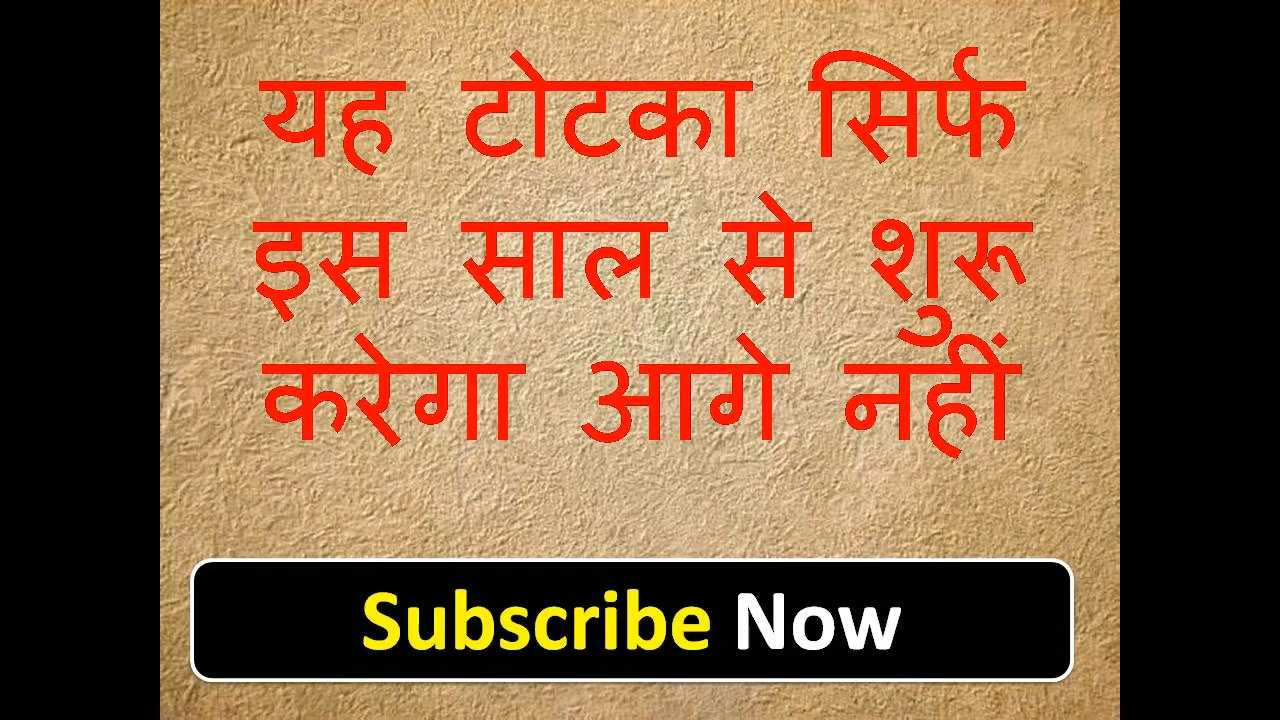 यह टोटका सिर्फ
इस साल से शुरू
करेगा आगे नहीं
Subscribe Now